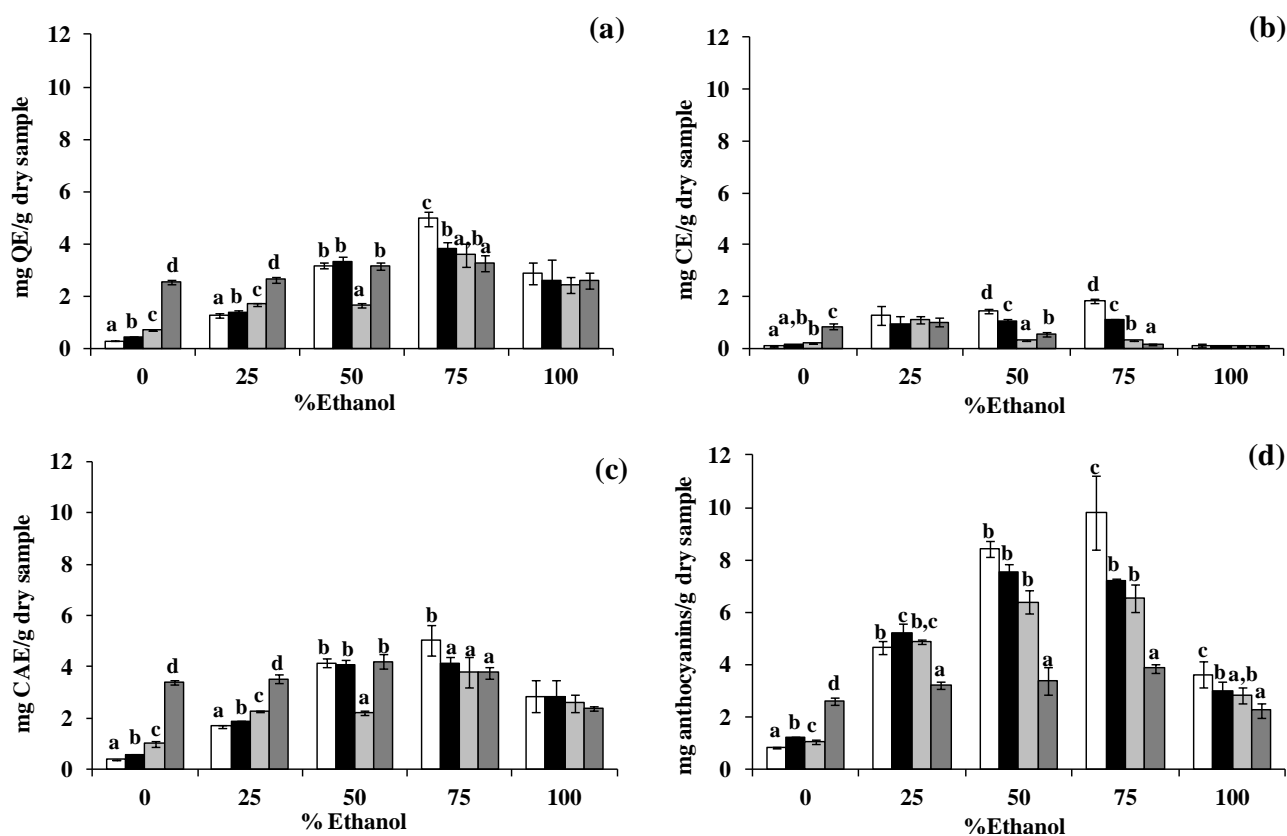 (a)
12
10
8
6
4
2
0
mg QE/g dry sample
a b c d
a b c d
b b a b
c b a,b a
0 25 50 75 100
%Ethanol
(b)
12
10
8
6
4
2
0
mg CE/g dry sample
a a,b b c
d c a b
d c b a
0 25 50 75 100
%Ethanol
(c)
12
10
8
6
4
2
0
mg CAE/g dry sample
a b c d
a b c d
b b a b
b a a a
0 25 50 75 100
% Ethanol
(d)
12
10
8
6
4
2
0
mg anthocyanins/g dry sample
a b c d
b c b,c a
b b b a
c b b a
c b a,b a
0 25 50 75 100
%Ethanol